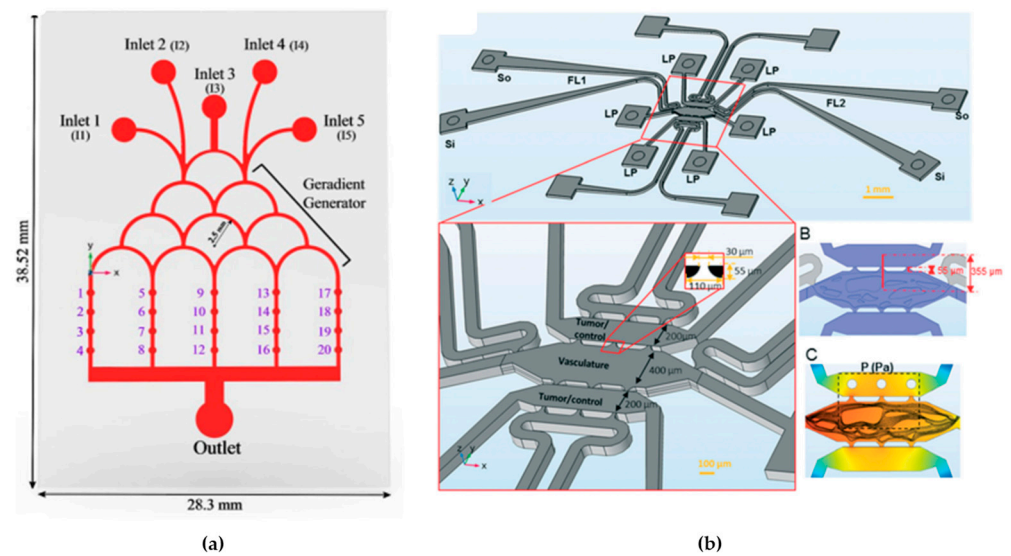 Inlet 2 (I2)
Inlet 4 (I4)
Inlet 3
(I3)
Inlet 1
(I1)
Inlet 5
(I5)
Geradient
Generator
2.5 mm
38.52 mm
y
x
1 5 9 13 17
2 6 10 14 18
3 7 11 15 19
4 8 12 16 20
Outlet
28.3 mm
(a)
So
FL1
LP
LP
FL2
So
LP
LP
Si
LP
LP
Si
z y
x
1 mm
30 µm
55 µm
110 µm
Tumor/
control
200µm
Vasculature
400 µm
Tumor/control
200 µm
z y
x
100 µm
B
55 µm
355 µm
C
P (Pa)
(b)